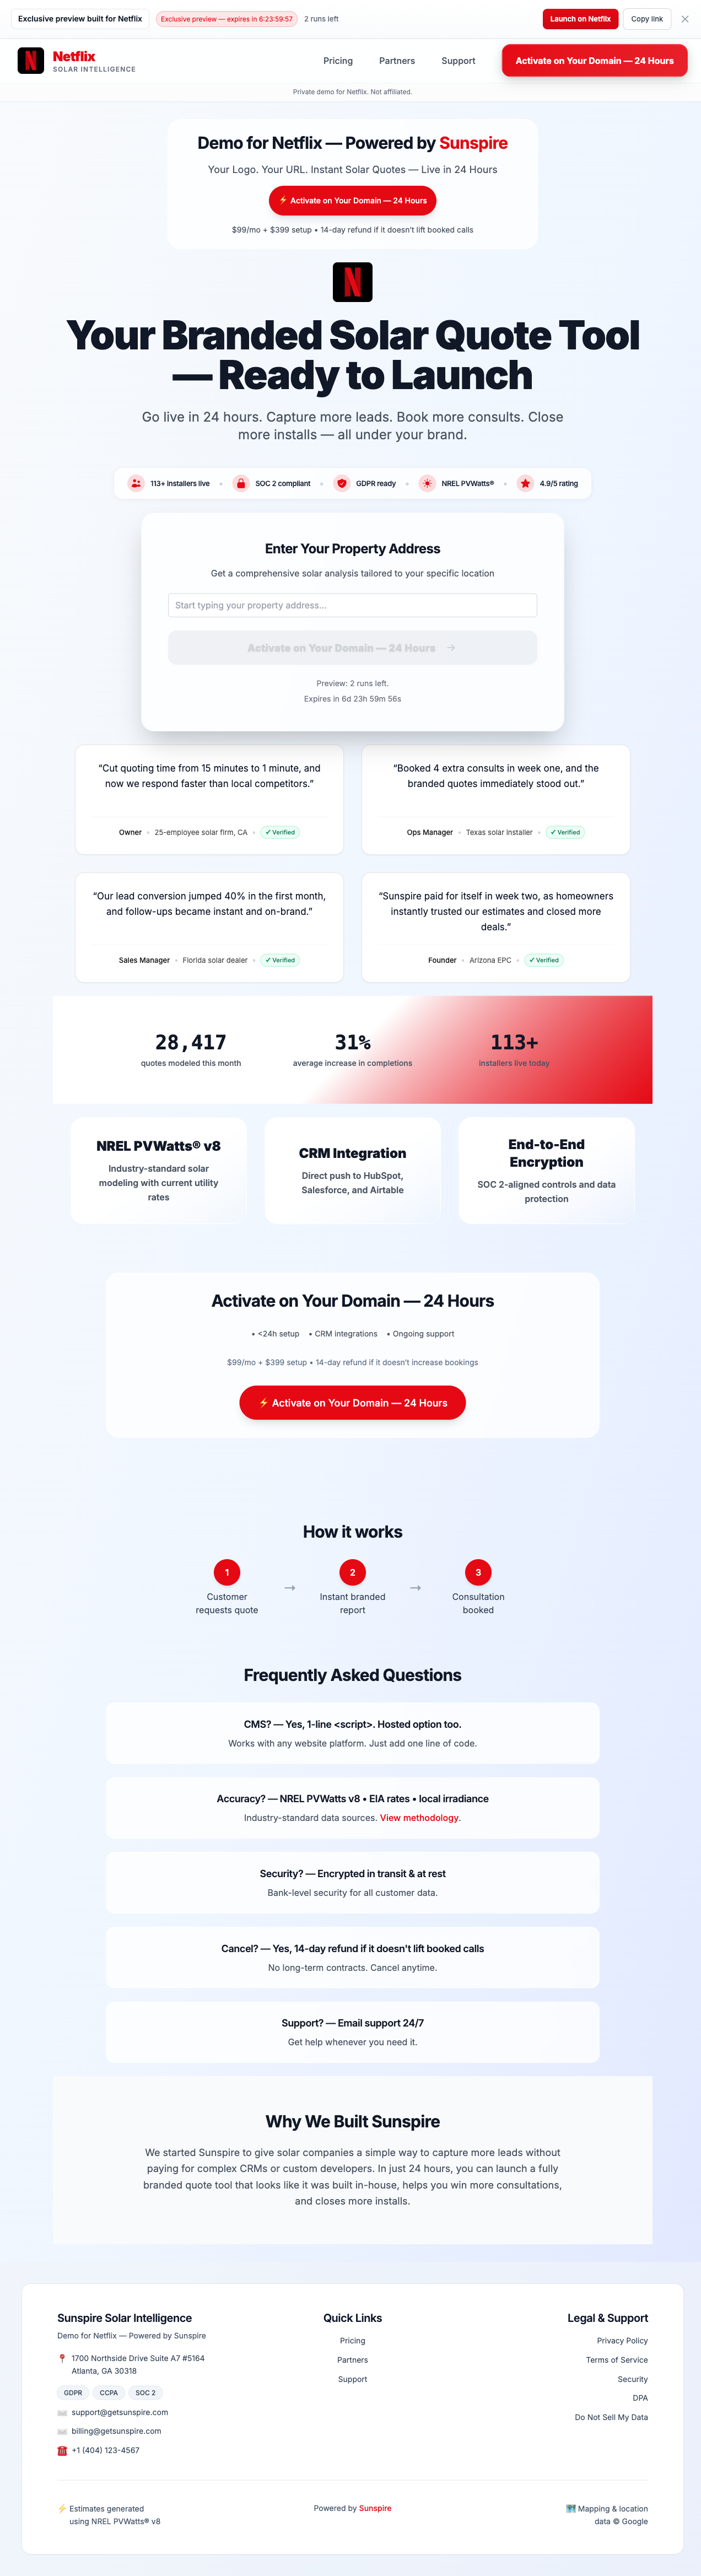 Exclusive preview built for Netflix
Exclusive preview — expires in 6:23:59:57
2 runs left
Launch on Netflix
Copy link
Netflix
SOLAR INTELLIGENCE
Pricing
Partners
Support
Activate on Your Domain — 24 Hours
Private demo for Netflix. Not affiliated.
Demo for Netflix — Powered by Sunspire
Your Logo. Your URL. Instant Solar Quotes — Live in 24 Hours
⚡ Activate on Your Domain — 24 Hours
$99/mo + $399 setup • 14-day refund if it doesn't lift booked calls
Your Branded Solar Quote Tool
— Ready to Launch
Go live in 24 hours. Capture more leads. Book more consults. Close
more installs — all under your brand.
113+ installers live • SOC 2 compliant • GDPR ready • NREL PVWatts® • 4.9/5 rating
Enter Your Property Address
Get a comprehensive solar analysis tailored to your specific location
Start typing your property address...
Activate on Your Domain — 24 Hours →
Preview: 2 runs left.
Expires in 6d 23h 59m 56s
“Cut quoting time from 15 minutes to 1 minute, and
now we respond faster than local competitors.”
Owner • 25-employee solar firm, CA • ✓ Verified
“Booked 4 extra consults in week one, and the
branded quotes immediately stood out.”
Ops Manager • Texas solar installer • ✓ Verified
“Our lead conversion jumped 40% in the first month,
and follow-ups became instant and on-brand.”
Sales Manager • Florida solar dealer • ✓ Verified
“Sunspire paid for itself in week two, as homeowners
instantly trusted our estimates and closed more
deals.”
Founder • Arizona EPC • ✓ Verified
28,417
quotes modeled this month
31%
average increase in completions
113+
installers live today
NREL PVWatts® v8
Industry-standard solar
modeling with current utility
rates
CRM Integration
Direct push to HubSpot,
Salesforce, and Airtable
End-to-End
Encryption
SOC 2-aligned controls and data
protection
Activate on Your Domain — 24 Hours
• <24h setup • CRM integrations • Ongoing support
$99/mo + $399 setup • 14-day refund if it doesn't increase bookings
⚡ Activate on Your Domain — 24 Hours
How it works
1
Customer
requests quote
→
2
Instant branded
report
→
3
Consultation
booked
Frequently Asked Questions
CMS? — Yes, 1-line <script>. Hosted option too.
Works with any website platform. Just add one line of code.
Accuracy? — NREL PVWatts v8 • EIA rates • local irradiance
Industry-standard data sources. View methodology.
Security? — Encrypted in transit & at rest
Bank-level security for all customer data.
Cancel? — Yes, 14-day refund if it doesn't lift booked calls
No long-term contracts. Cancel anytime.
Support? — Email support 24/7
Get help whenever you need it.
Why We Built Sunspire
We started Sunspire to give solar companies a simple way to capture more leads without
paying for complex CRMs or custom developers. In just 24 hours, you can launch a fully
branded quote tool that looks like it was built in-house, helps you win more consultations,
and closes more installs.
Sunspire Solar Intelligence
Demo for Netflix — Powered by Sunspire
1700 Northside Drive Suite A7 #5164
Atlanta, GA 30318
GDPR
CCPA
SOC 2
support@getsunspire.com
billing@getsunspire.com
+1 (404) 123-4567
Quick Links
Pricing
Partners
Support
Legal & Support
Privacy Policy
Terms of Service
Security
DPA
Do Not Sell My Data
⚡ Estimates generated
using NREL PVWatts® v8
Powered by Sunspire
Mapping & location
data © Google